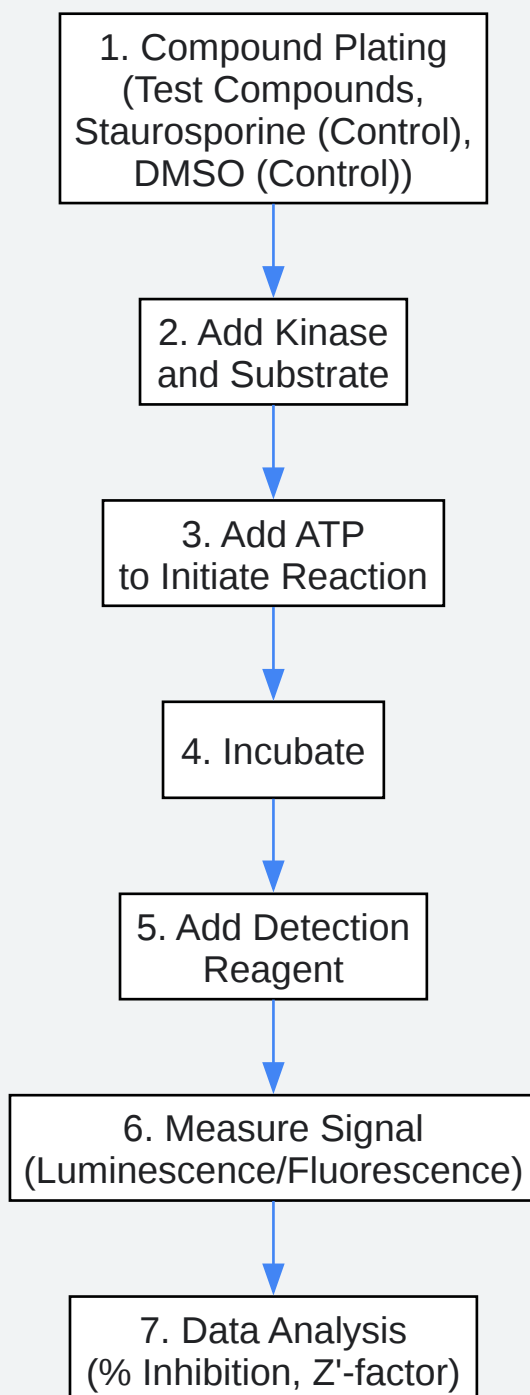 1. Compound Plating
(Test Compounds,
Staurosporine (Control),
DMSO (Control))
2. Add Kinase
and Substrate
3. Add ATP
to Initiate Reaction
4. Incubate
5. Add Detection
Reagent
6. Measure Signal
(Luminescence/Fluorescence)
7. Data Analysis
(% Inhibition, Z'-factor)